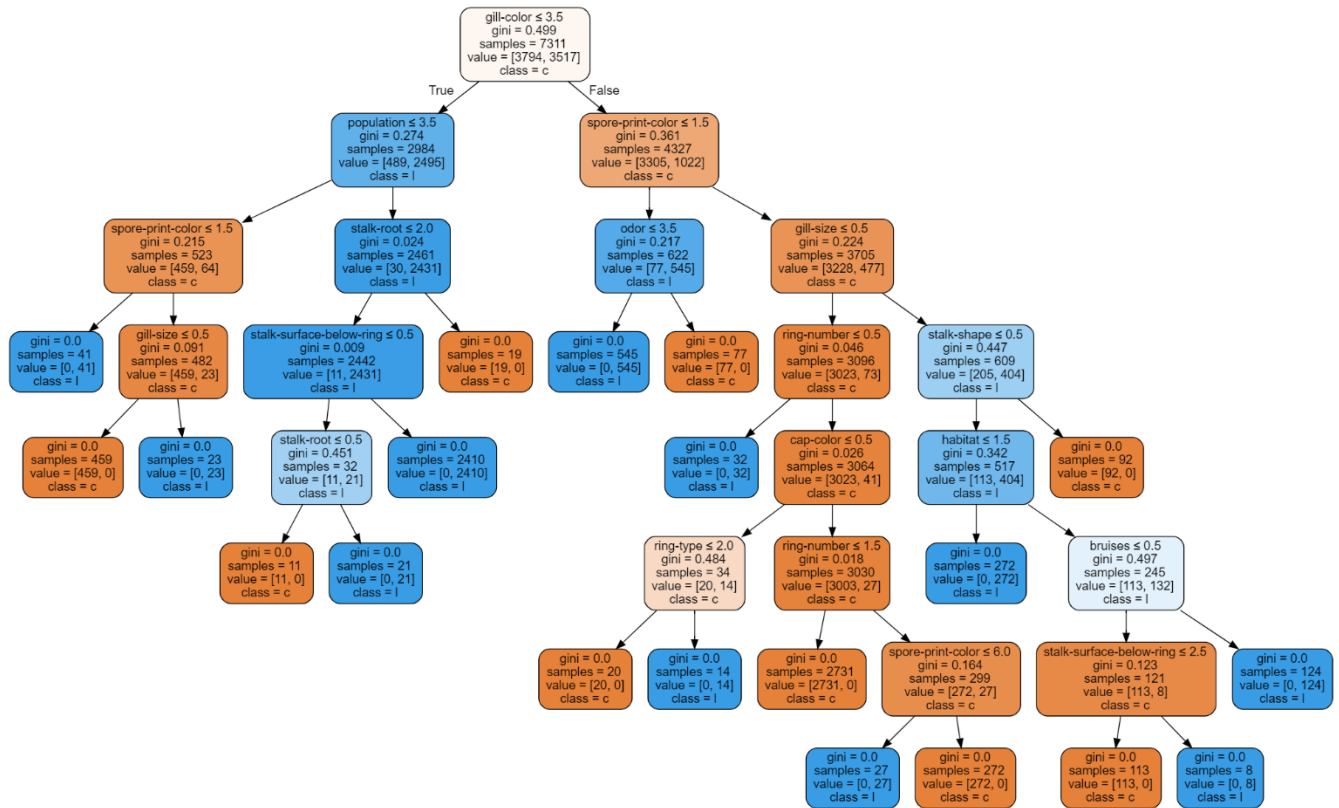 gill-color ≤ 3.5
gini = 0.499
samples = 7311
value = [3794, 3517]
class = c
True
False
population ≤ 3.5
gini = 0.274
samples = 2984
value = [489, 2495]
class = l
spore-print-color ≤ 1.5
gini = 0.361
samples = 4327
value = [3305, 1022]
class = c
spore-print-color ≤ 1.5
gini = 0.215
samples = 523
value = [459, 64]
class = c
stalk-root ≤ 2.0
gini = 0.024
samples = 2461
value = [30, 2431]
class = l
odor ≤ 3.5
gini = 0.217
samples = 622
value = [77, 545]
class = l
gill-size ≤ 0.5
gini = 0.224
samples = 3705
value = [3228, 477]
class = c
gini = 0.0
samples = 41
value = [0, 41]
class = l
gill-size ≤ 0.5
gini = 0.091
samples = 482
value = [459, 23]
class = c
stalk-surface-below-ring ≤ 0.5
gini = 0.009
samples = 2442
value = [11, 2431]
class = l
gini = 0.0
samples = 19
value = [19, 0]
class = c
gini = 0.0
samples = 545
value = [0, 545]
class = l
gini = 0.0
samples = 77
value = [77, 0]
class = c
ring-number ≤ 0.5
gini = 0.046
samples = 3096
value = [3023, 73]
class = c
stalk-shape ≤ 0.5
gini = 0.447
samples = 609
value = [205, 404]
class = l
gini = 0.0
samples = 459
value = [459, 0]
class = c
gini = 0.0
samples = 23
value = [0, 23]
class = l
stalk-root ≤ 0.5
gini = 0.451
samples = 32
value = [11, 21]
class = l
gini = 0.0
samples = 2410
value = [0, 2410]
class = l
gini = 0.0
samples = 32
value = [0, 32]
class = l
cap-color ≤ 0.5
gini = 0.026
samples = 3064
value = [3023, 41]
class = c
habitat ≤ 1.5
gini = 0.342
samples = 517
value = [113, 404]
class = l
gini = 0.0
samples = 92
value = [92, 0]
class = c
gini = 0.0
samples = 11
value = [11, 0]
class = c
gini = 0.0
samples = 21
value = [0, 21]
class = l
ring-type ≤ 2.0
gini = 0.484
samples = 34
value = [20, 14]
class = c
ring-number ≤ 1.5
gini = 0.018
samples = 3030
value = [3003, 27]
class = c
gini = 0.0
samples = 272
value = [0, 272]
class = l
bruises ≤ 0.5
gini = 0.497
samples = 245
value = [113, 132]
class = l
gini = 0.0
samples = 20
value = [20, 0]
class = c
gini = 0.0
samples = 14
value = [0, 14]
class = l
gini = 0.0
samples = 2731
value = [2731, 0]
class = c
spore-print-color ≤ 6.0
gini = 0.164
samples = 299
value = [272, 27]
class = c
stalk-surface-below-ring ≤ 2.5
gini = 0.123
samples = 121
value = [113, 8]
class = c
gini = 0.0
samples = 124
value = [0, 124]
class = l
gini = 0.0
samples = 27
value = [0, 27]
class = l
gini = 0.0
samples = 272
value = [272, 0]
class = c
gini = 0.0
samples = 113
value = [113, 0]
class = c
gini = 0.0
samples = 8
value = [0, 8]
class = l